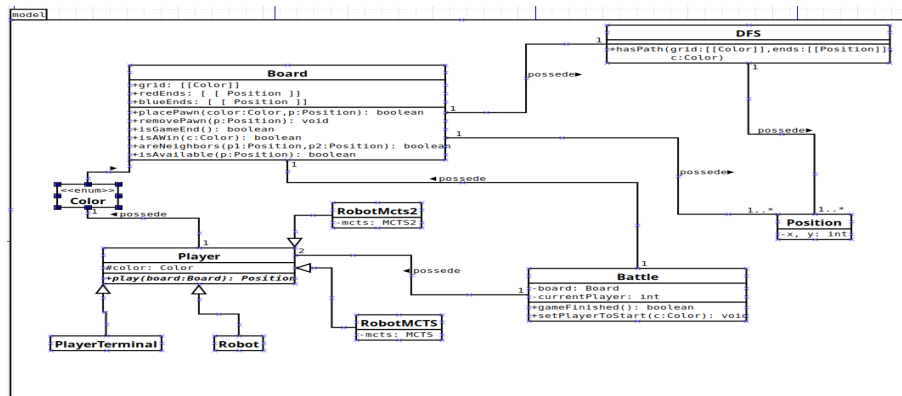 model
DFS
+hasPath(grid:[[Color]],ends:[[Position]]
c:Color)
1
1
possede
Board
+grid: [[Color]]
+redEnds: [ [ Position ]]
+blueEnds: [ [ Position ]]
+placePawn(color:Color,p:Position): boolean
+removePawn(p:Position): void
+isGameEnd(): boolean
+isAWin(c:Color): boolean
+areNeighbors(p1:Position,p2:Position): boolean
+isAvailable(p:Position): boolean
1
1
1
possede
possede
possede
<<enum>>
Color
1
possede
1
RobotMcts2
-mcts: MCTS2
1..*
1..*
Position
-x, y: int
Player
#color: Color
+play(board:Board): Position
2
possede
1
1
Battle
-board: Board
-currentPlayer: int
+gameFinished(): boolean
+setPlayerToStart(c:Color): void
RobotMCTS
-mcts: MCTS
PlayerTerminal
Robot